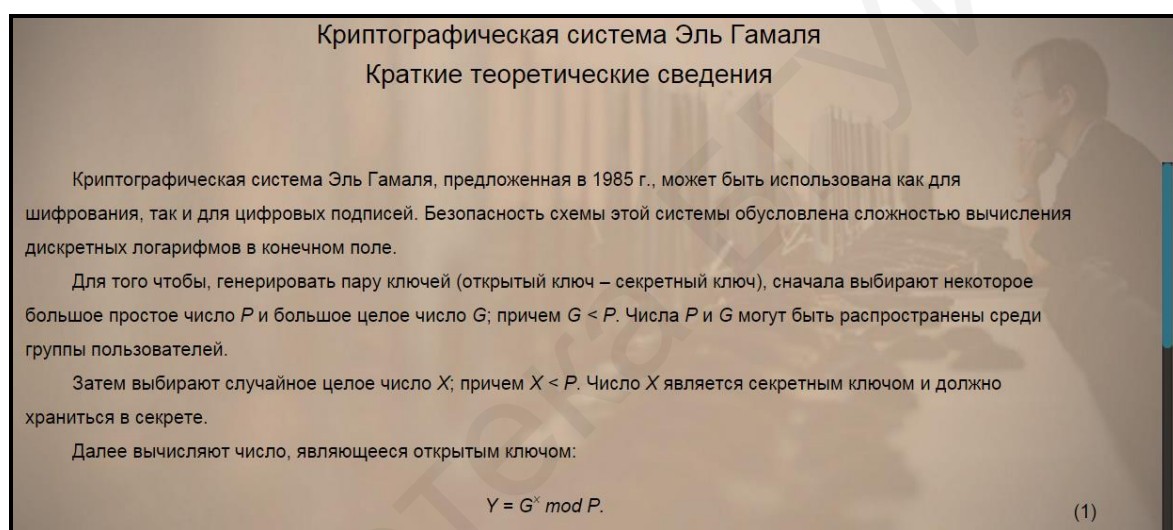 Криптографическая система Эль Гамаля
Краткие теоретические сведения
Криптографическая система Эль Гамаля, предложенная в 1985 г., может быть использована как для
шифрования, так и для цифровых подписей. Безопасность схемы этой системы обусловлена сложностью вычисления
дискретных логарифмов в конечном поле.
Для того чтобы, генерировать пару ключей (открытый ключ – секретный ключ), сначала выбирают некоторое
большое простое число P и большое целое число G; причем G < P. Числа P и G могут быть распространены среди
группы пользователей.
Затем выбирают случайное целое число X; причем X < P. Число X является секретным ключом и должно
храниться в секрете.
Далее вычисляют число, являющееся открытым ключом:
Y = Gˣ mod P. (1)